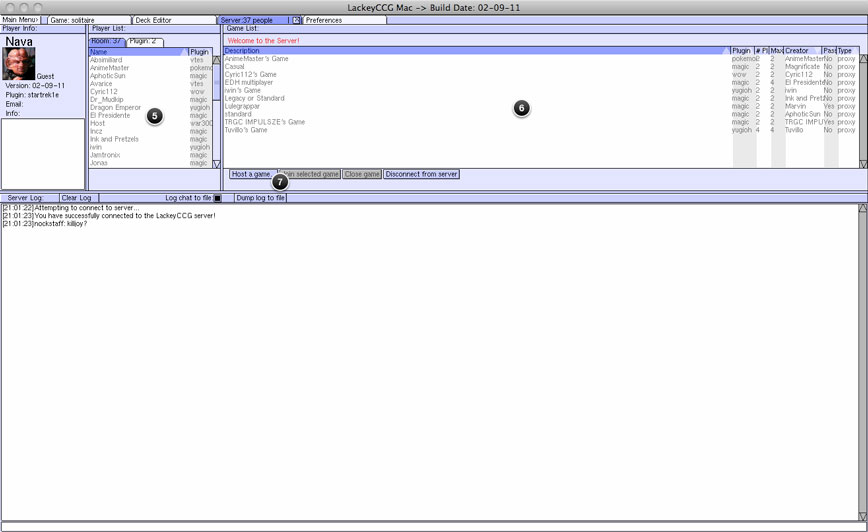 LackeyCCG Mac -> Build Date: 02-09-11
Main Menu> Game: solitaire Deck Editor Server:37 people Preferences
Player Info: Player List: Game List:
Nava
Guest
Version: 02-09-11
Plugin: startrek1e
Email:
Info:
Room: 37 Plugin: 2
Name Plugin
Absimiliard vtes
AnimeMaster pokemo
AphoticSun magic
Avarice vtes
Cyric112 wow
Dr_Mudkip magic
Dragon Emperor yugioh
El Presidente magic
Host war300
Incz magic
Ink and Pretzels magic
iwin yugioh
Jamtronix magic
Jonas magic
5
Welcome to the Server!
Description Plugin # Pl Max Creator Pass Type
AnimeMaster's Game pokemo 2 2 AnimeMaster No proxy
Casual magic 2 2 Magnificate No proxy
Cyric112's Game wow 2 2 Cyric112 No proxy
EDH multiplayer magic 2 4 El Presidente No proxy
iwin's Game yugioh 2 2 iwin No proxy
Legacy or Standard magic 2 2 Ink and Pretz No proxy
Lulegrappar magic 2 2 Marvin Yes proxy
standard magic 2 2 AphoticSun No proxy
TRGC IMPULSZE's Game magic 2 2 TRGC IMPU Yes proxy
Tuvillo's Game yugioh 4 4 Tuvillo No proxy
6
Host a game. Join selected game Close game Disconnect from server
7
Server Log: Clear Log Log chat to file: Dump log to file
[21:01:22]Attempting to connect to server...
[21:01:23]You have successfully connected to the LackeyCCG server!
[21:01:23]nockstaff: killjoy?